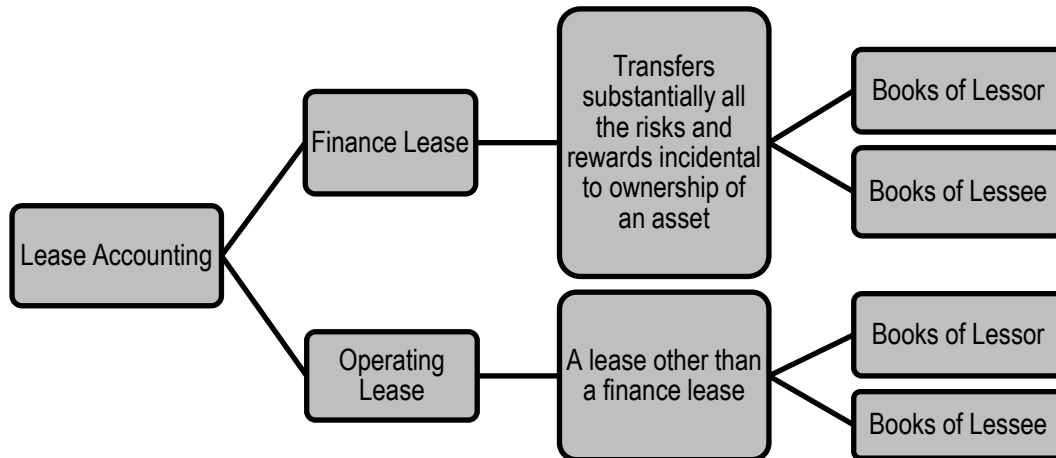 Lease Accounting
Finance Lease
Transfers
substantially all
the risks and
rewards incidental
to ownership of
an asset
Books of Lessor
Books of Lessee
Operating
Lease
A lease other than
a finance lease
Books of Lessor
Books of Lessee